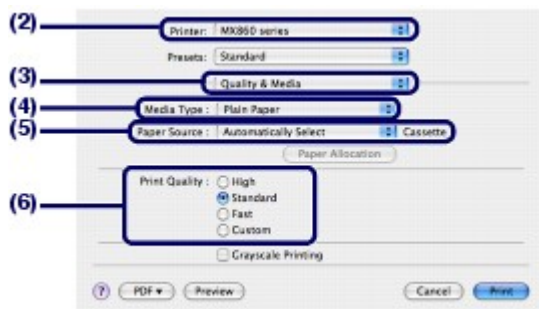 (2) Printer: MX860 series
Presets: Standard
(3) Quality & Media
(4) Media Type : Plain Paper
(5) Paper Source : Automatically Select Cassette
Paper Allocation
(6) Print Quality : High
Standard
Fast
Custom
Grayscale Printing
? PDF ▾ Preview Cancel Print